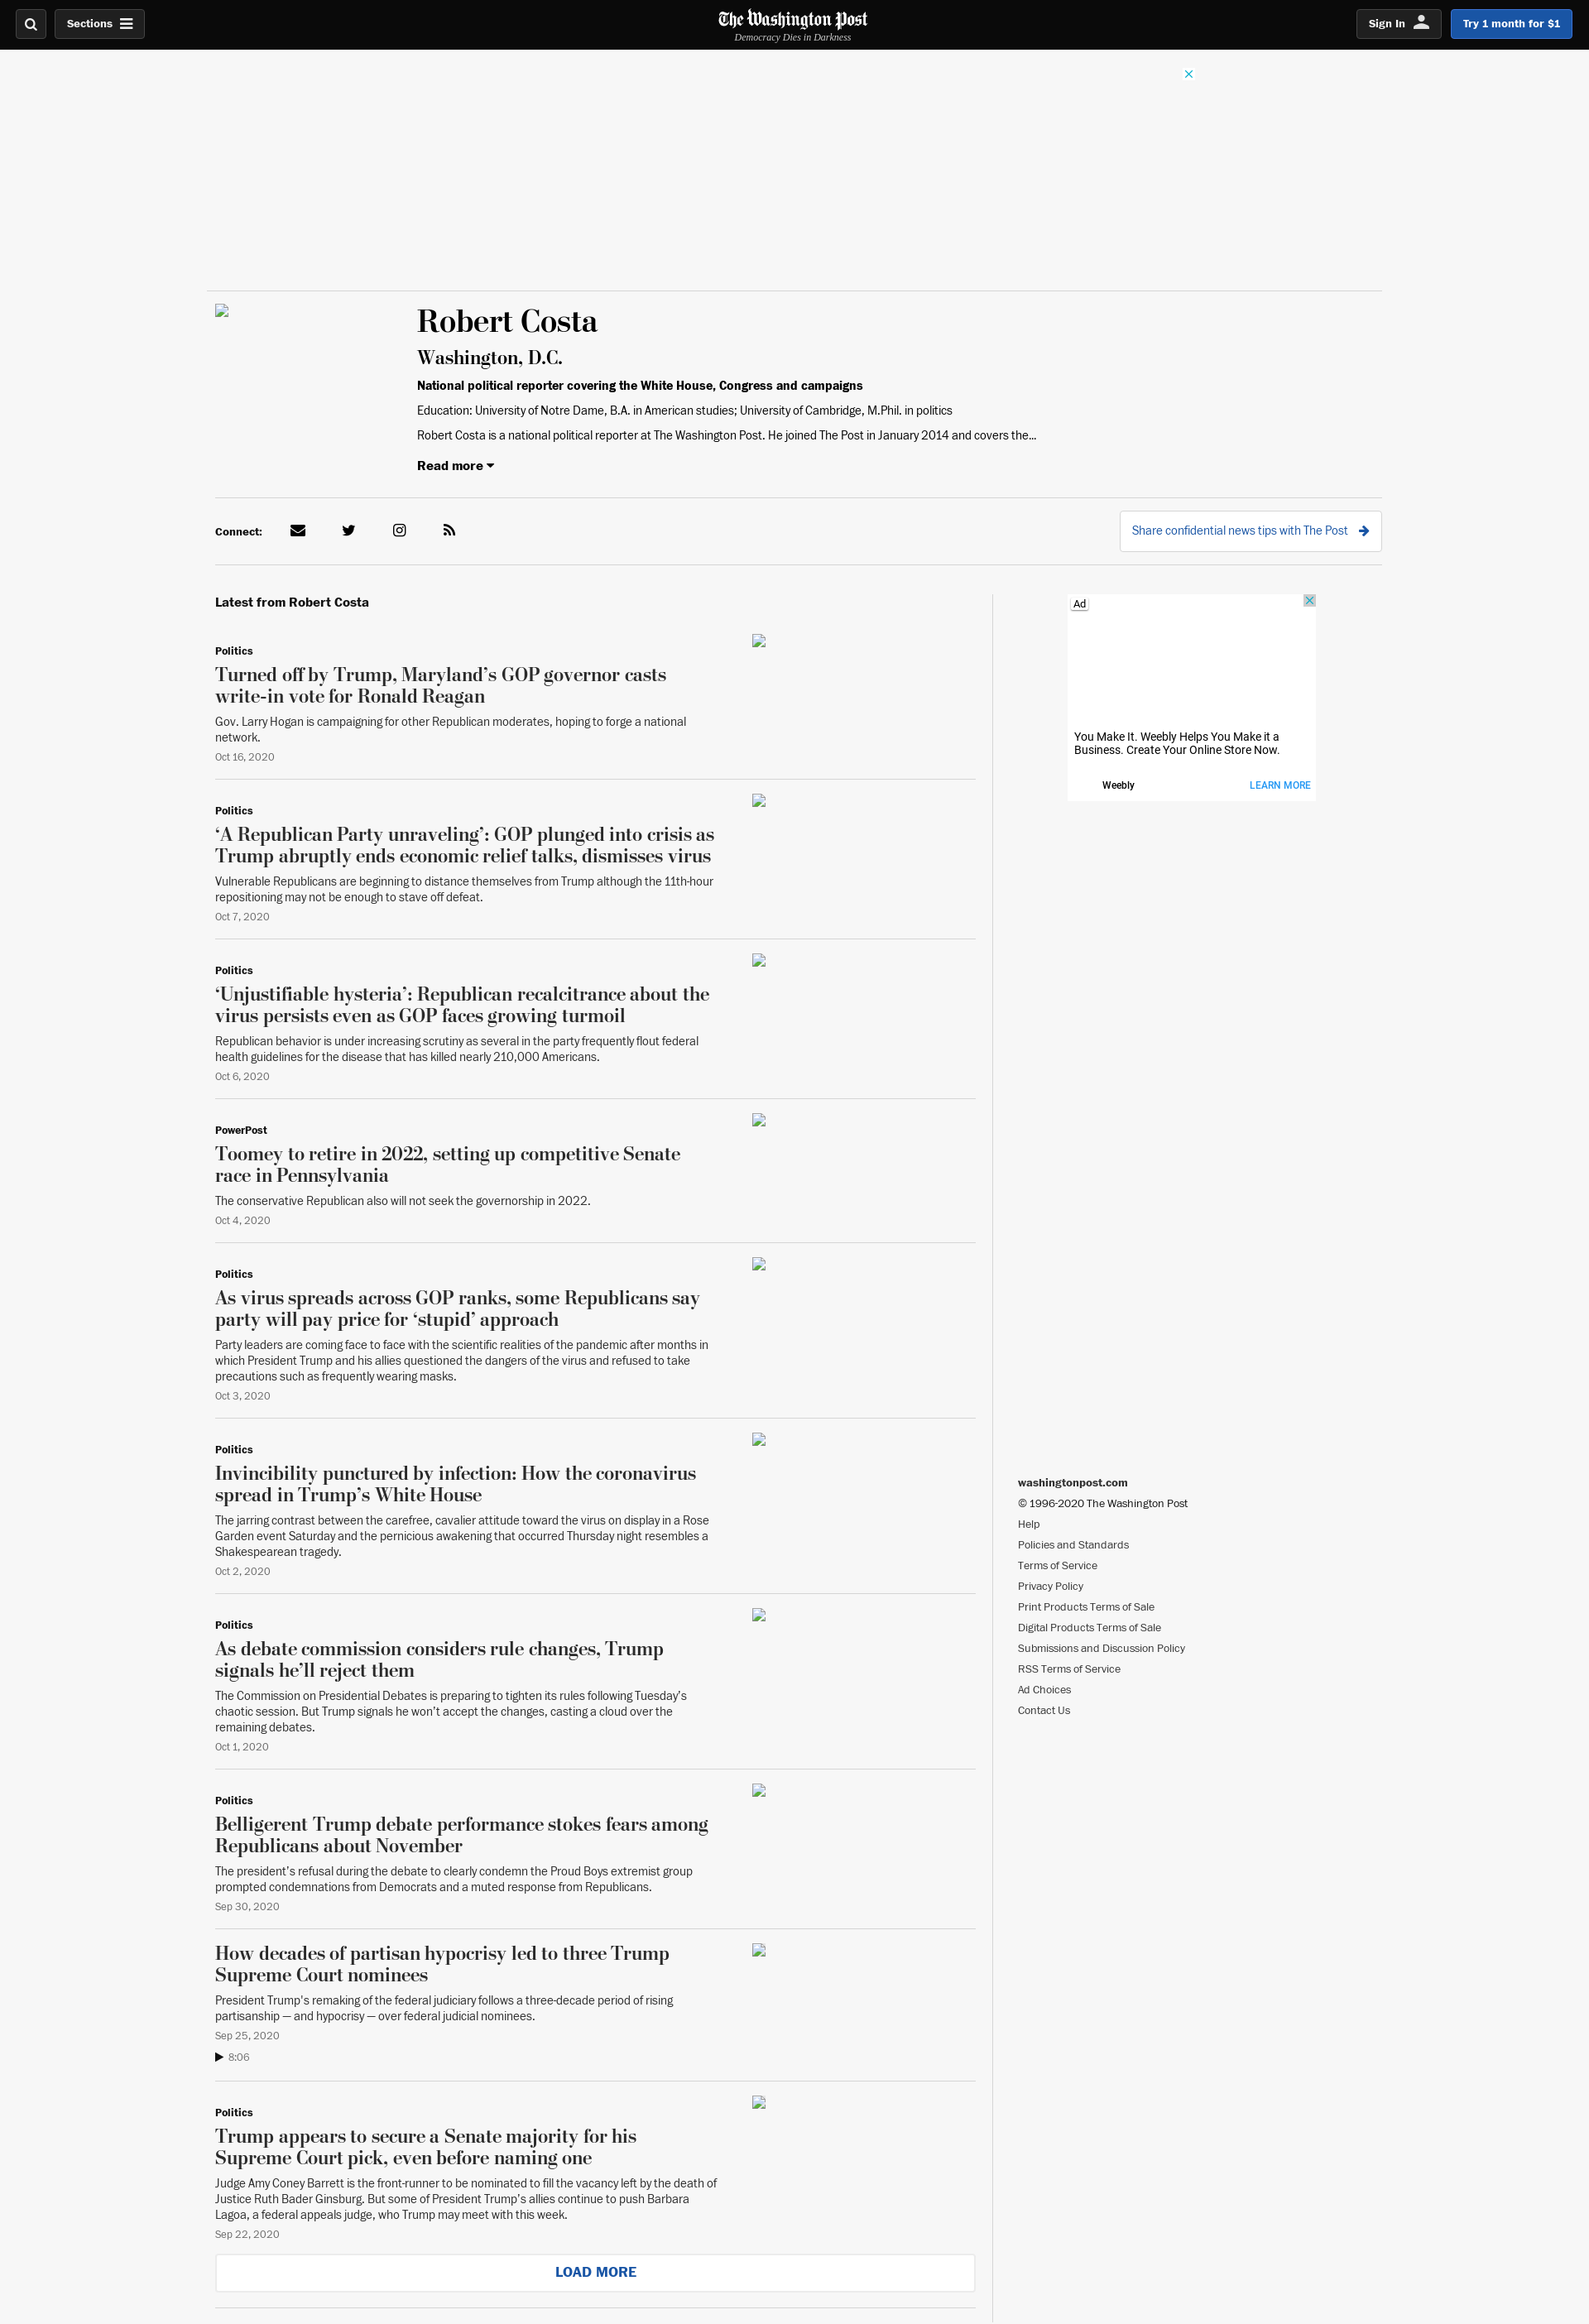 Sections
The Washington Post
Democracy Dies in Darkness
Sign In
Try 1 month for $1
Robert Costa
Washington, D.C.
National political reporter covering the White House, Congress and campaigns
Education: University of Notre Dame, B.A. in American studies; University of Cambridge, M.Phil. in politics
Robert Costa is a national political reporter at The Washington Post. He joined The Post in January 2014 and covers the...
Read more
Connect:
Share confidential news tips with The Post
Latest from Robert Costa
Politics
Turned off by Trump, Maryland’s GOP governor casts
write-in vote for Ronald Reagan
Gov. Larry Hogan is campaigning for other Republican moderates, hoping to forge a national
network.
Oct 16, 2020
Politics
‘A Republican Party unraveling’: GOP plunged into crisis as
Trump abruptly ends economic relief talks, dismisses virus
Vulnerable Republicans are beginning to distance themselves from Trump although the 11th-hour
repositioning may not be enough to stave off defeat.
Oct 7, 2020
Politics
‘Unjustifiable hysteria’: Republican recalcitrance about the
virus persists even as GOP faces growing turmoil
Republican behavior is under increasing scrutiny as several in the party frequently flout federal
health guidelines for the disease that has killed nearly 210,000 Americans.
Oct 6, 2020
PowerPost
Toomey to retire in 2022, setting up competitive Senate
race in Pennsylvania
The conservative Republican also will not seek the governorship in 2022.
Oct 4, 2020
Politics
As virus spreads across GOP ranks, some Republicans say
party will pay price for ‘stupid’ approach
Party leaders are coming face to face with the scientific realities of the pandemic after months in
which President Trump and his allies questioned the dangers of the virus and refused to take
precautions such as frequently wearing masks.
Oct 3, 2020
Politics
Invincibility punctured by infection: How the coronavirus
spread in Trump’s White House
The jarring contrast between the carefree, cavalier attitude toward the virus on display in a Rose
Garden event Saturday and the pernicious awakening that occurred Thursday night resembles a
Shakespearean tragedy.
Oct 2, 2020
Politics
As debate commission considers rule changes, Trump
signals he’ll reject them
The Commission on Presidential Debates is preparing to tighten its rules following Tuesday’s
chaotic session. But Trump signals he won’t accept the changes, casting a cloud over the
remaining debates.
Oct 1, 2020
Politics
Belligerent Trump debate performance stokes fears among
Republicans about November
The president’s refusal during the debate to clearly condemn the Proud Boys extremist group
prompted condemnations from Democrats and a muted response from Republicans.
Sep 30, 2020
How decades of partisan hypocrisy led to three Trump
Supreme Court nominees
President Trump's remaking of the federal judiciary follows a three-decade period of rising
partisanship — and hypocrisy — over federal judicial nominees.
Sep 25, 2020
8:06
Politics
Trump appears to secure a Senate majority for his
Supreme Court pick, even before naming one
Judge Amy Coney Barrett is the front-runner to be nominated to fill the vacancy left by the death of
Justice Ruth Bader Ginsburg. But some of President Trump’s allies continue to push Barbara
Lagoa, a federal appeals judge, who Trump may meet with this week.
Sep 22, 2020
LOAD MORE
Ad
You Make It. Weebly Helps You Make it a
Business. Create Your Online Store Now.
Weebly
LEARN MORE
washingtonpost.com
© 1996-2020 The Washington Post
Help
Policies and Standards
Terms of Service
Privacy Policy
Print Products Terms of Sale
Digital Products Terms of Sale
Submissions and Discussion Policy
RSS Terms of Service
Ad Choices
Contact Us